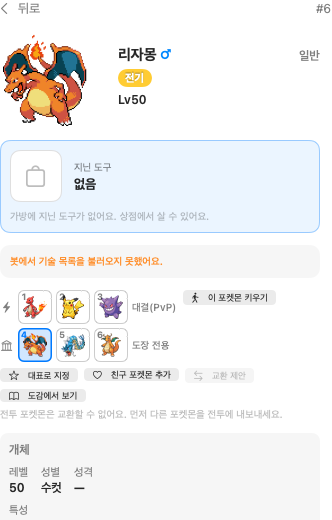 뒤로 #6
리자몽 ♂ 일반
전기
Lv50
지닌 도구
없음
가방에 지닌 도구가 없어요. 상점에서 살 수 있어요.
봇에서 기술 목록을 불러오지 못했어요.
1 2 3 대결(PvP) 이 포켓몬 키우기
4 5 6 도장 전용
대표로 지정 친구 포켓몬 추가 교환 제안
도감에서 보기
전투 포켓몬은 교환할 수 없어요. 먼저 다른 포켓몬을 전투에 내보내세요.
개체
레벨 성별 성격
50 수컷 —
특성